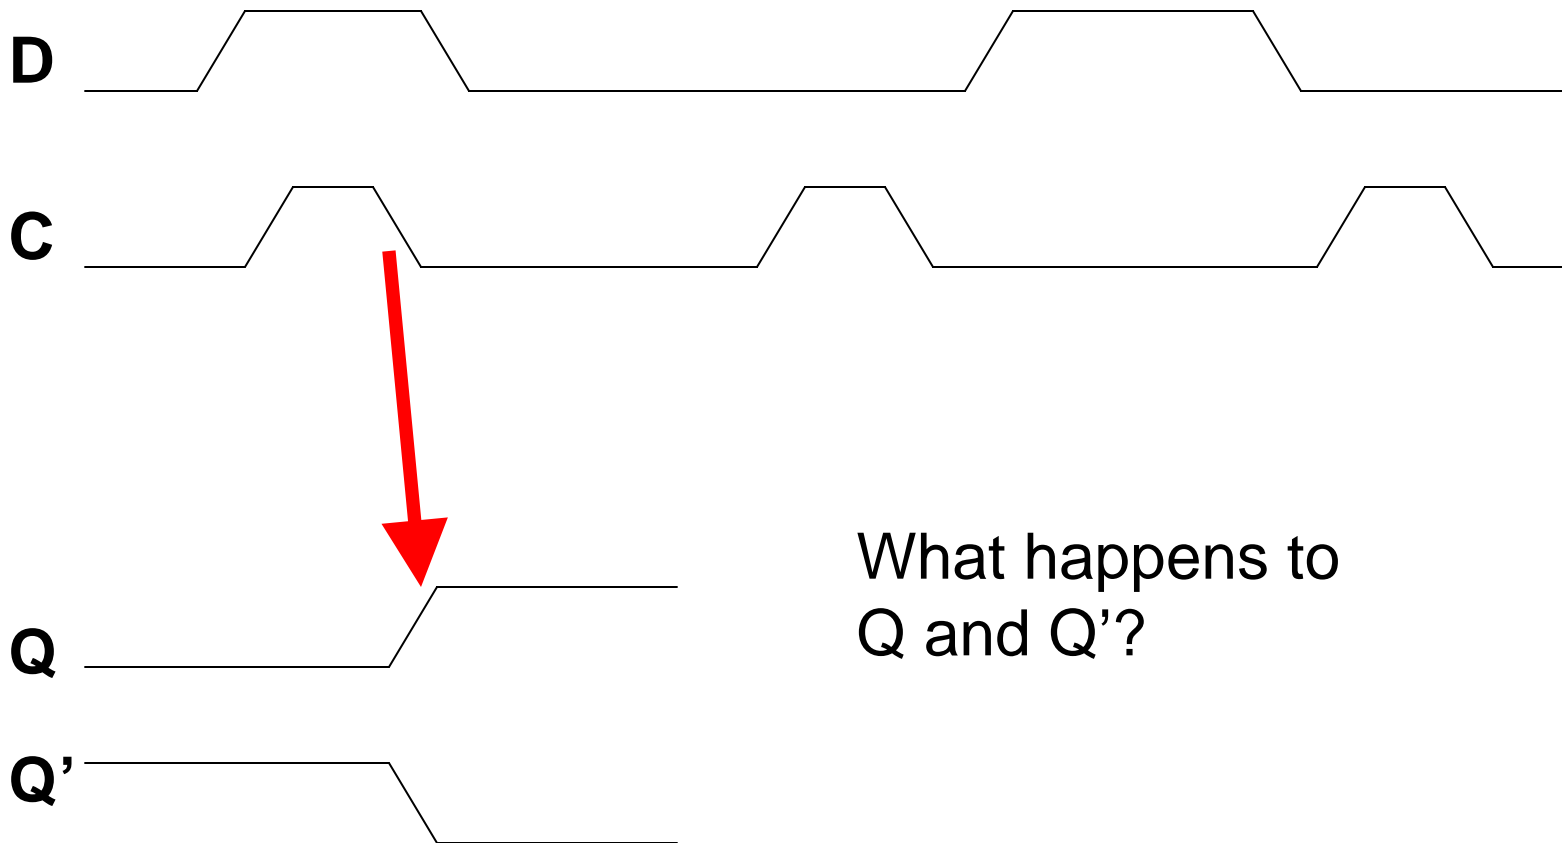 D
C
What happens to
Q and Q’?
Q
Q’